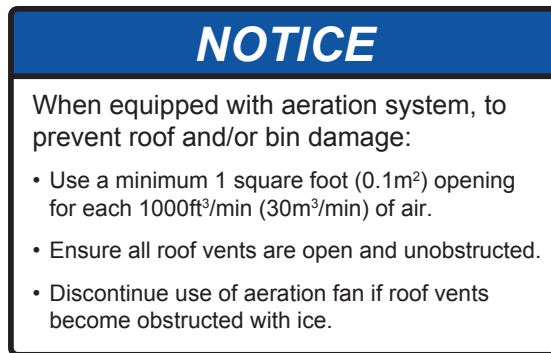 NOTICE
When equipped with aeration system, to
prevent roof and/or bin damage:
• Use a minimum 1 square foot (0.1m²) opening
for each 1000ft³/min (30m³/min) of air.
• Ensure all roof vents are open and unobstructed.
• Discontinue use of aeration fan if roof vents
become obstructed with ice.